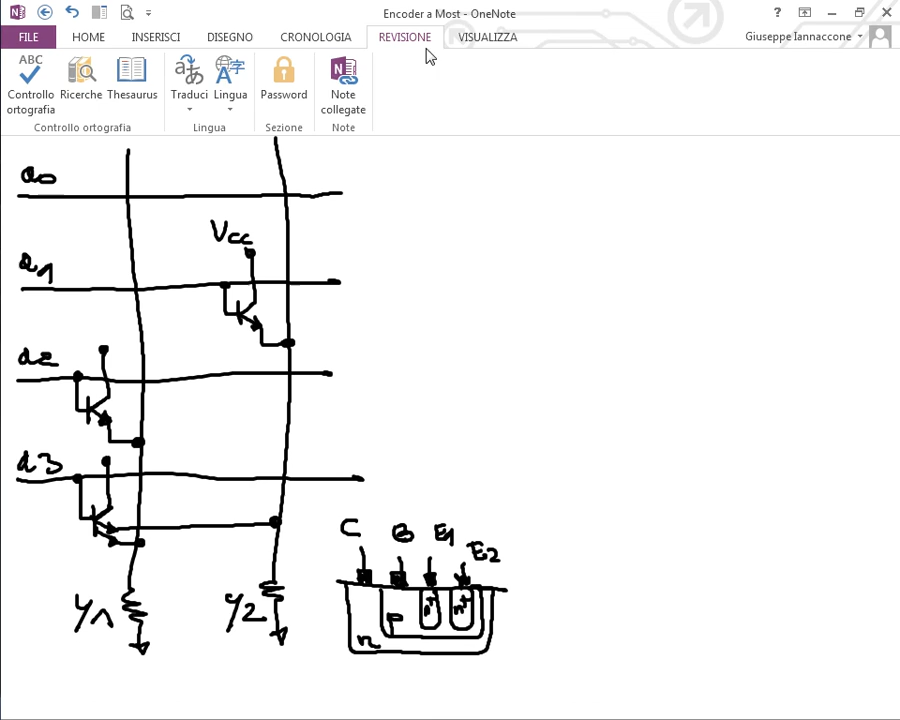 Encoder a Most - OneNote
FILE HOME INSERISCI DISEGNO CRONOLOGIA REVISIONE VISUALIZZA
Giuseppe Iannaccone
ABC
Controllo ortografia
Ricerche
Thesaurus
Traduci
Lingua
Password
Note collegate
Controllo ortografia
Lingua
Sezione
Note
a0
Vcc
a1
a2
a3
C B E1 E2
Y1 Y2
p n+ n+
n